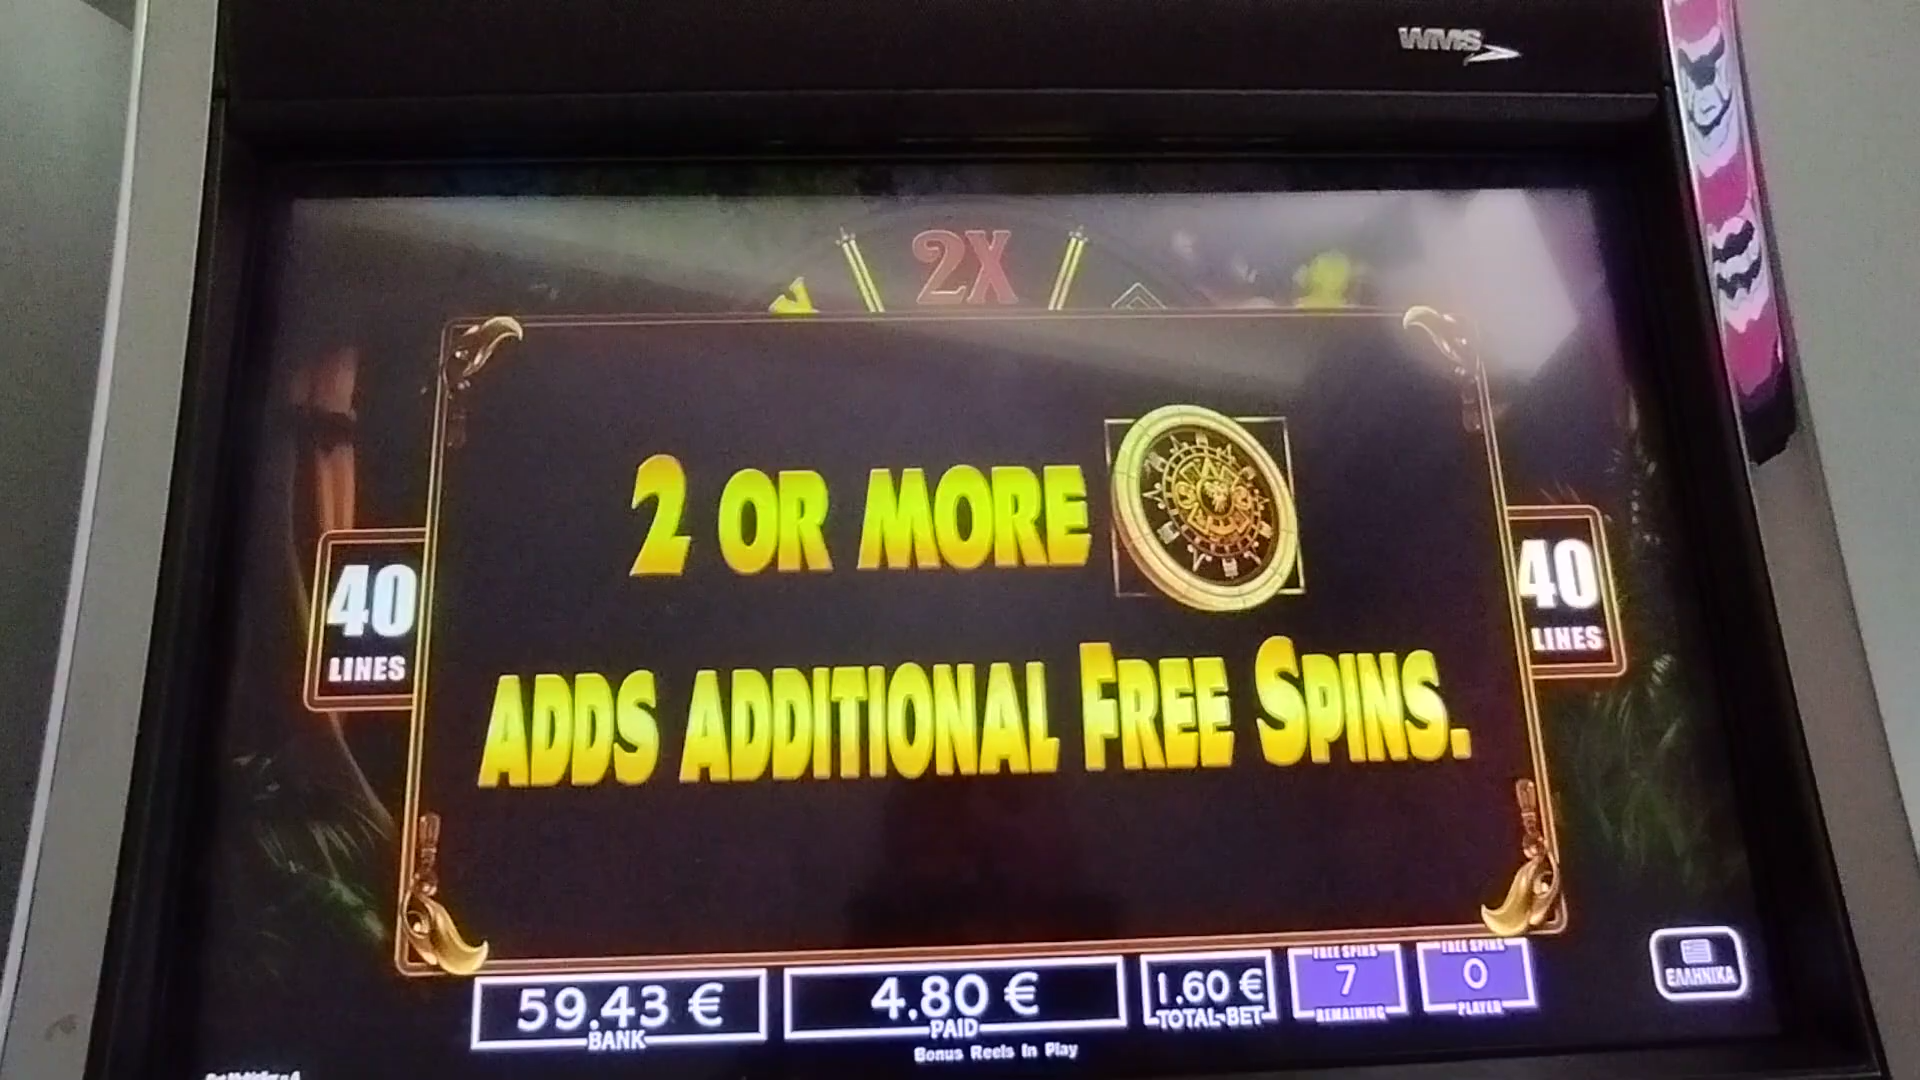 WMS
2X
2 OR MORE
ADDS ADDITIONAL FREE SPINS.
40
LINES
40
LINES
59.43 €
BANK
4.80 €
PAID
1.60 €
TOTAL BET
FREE SPINS
7
REMAINING
FREE SPINS
0
PLAYED
ΕΛΛΗΝΙΚΑ
Bonus Reels In Play